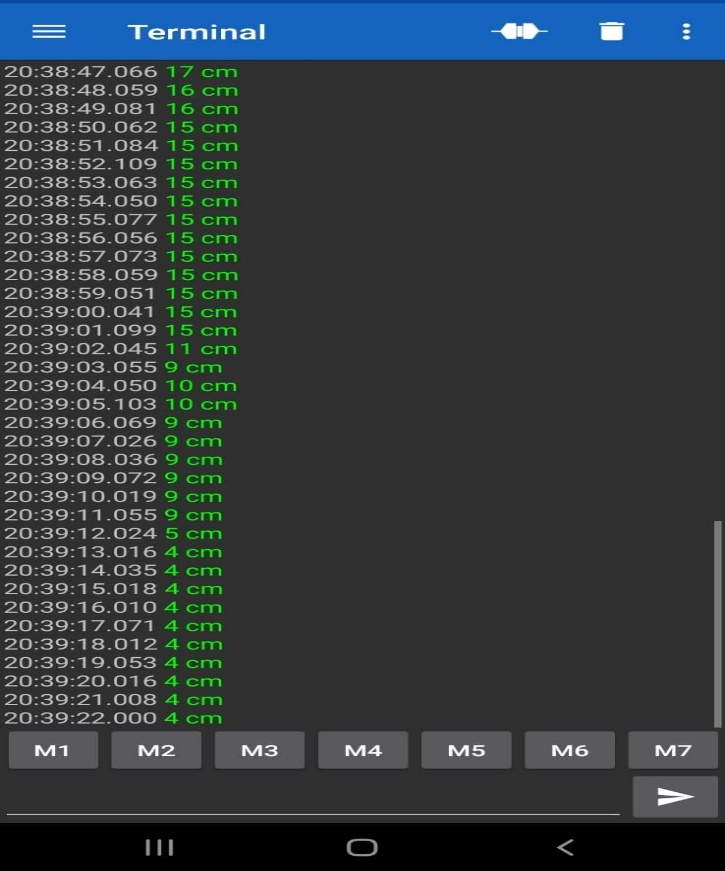 Terminal
20:38:47.066 17 cm
20:38:48.059 16 cm
20:38:49.081 16 cm
20:38:50.062 15 cm
20:38:51.084 15 cm
20:38:52.109 15 cm
20:38:53.063 15 cm
20:38:54.050 15 cm
20:38:55.077 15 cm
20:38:56.056 15 cm
20:38:57.073 15 cm
20:38:58.059 15 cm
20:38:59.051 15 cm
20:39:00.041 15 cm
20:39:01.099 15 cm
20:39:02.045 11 cm
20:39:03.055 9 cm
20:39:04.050 10 cm
20:39:05.103 10 cm
20:39:06.069 9 cm
20:39:07.026 9 cm
20:39:08.036 9 cm
20:39:09.072 9 cm
20:39:10.019 9 cm
20:39:11.055 9 cm
20:39:12.024 5 cm
20:39:13.016 4 cm
20:39:14.035 4 cm
20:39:15.018 4 cm
20:39:16.010 4 cm
20:39:17.071 4 cm
20:39:18.012 4 cm
20:39:19.053 4 cm
20:39:20.016 4 cm
20:39:21.008 4 cm
20:39:22.000 4 cm
M1 M2 M3 M4 M5 M6 M7